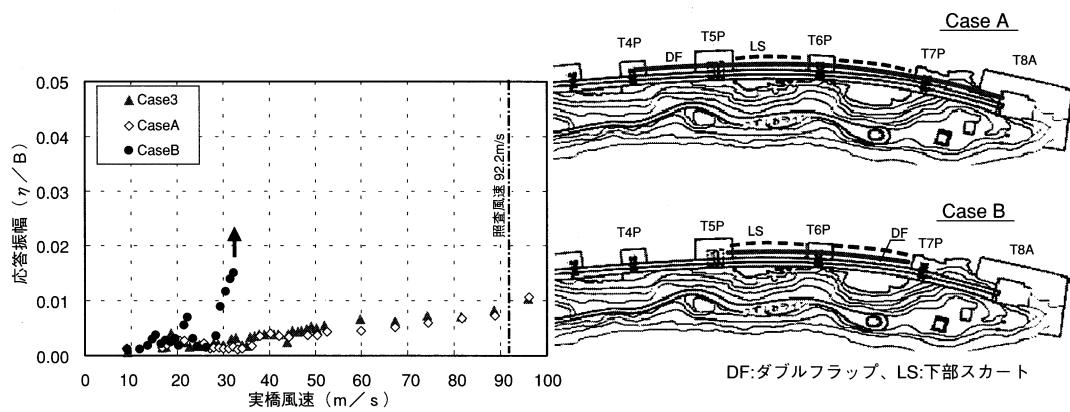 Case A
T4P
DF
T5P
LS
T6P
T7P
T8A
Case B
T4P
T5P
LS
T6P
DF
T7P
T8A
DF:ダブルフラップ、LS:下部スカート
応答振幅（η／B）
0.05
0.04
0.03
0.02
0.01
0.00
Case3
CaseA
CaseB
照査風速 92.2m/s
0 10 20 30 40 50 60 70 80 90 100
実橋風速（m／s）